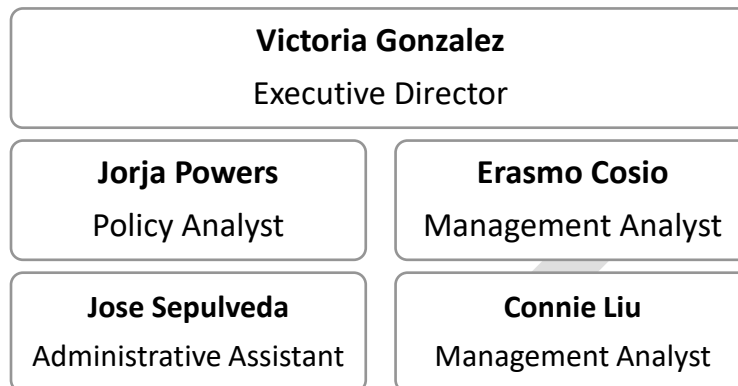 Victoria Gonzalez
Executive Director
Jorja Powers
Policy Analyst
Erasmo Cosio
Management Analyst
Jose Sepulveda
Administrative Assistant
Connie Liu
Management Analyst